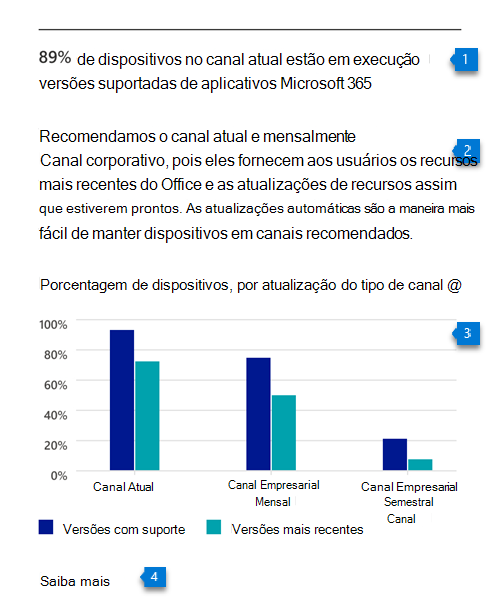 89% de dispositivos no canal atual estão em execução
1
versões suportadas de aplicativos Microsoft 365
Recomendamos o canal atual e mensalmente
2
Canal corporativo, pois eles fornecem aos usuários os recursos
mais recentes do Office e as atualizações de recursos assim
que estiverem prontos. As atualizações automáticas são a maneira mais
fácil de manter dispositivos em canais recomendados.
Porcentagem de dispositivos, por atualização do tipo de canal @
3
100%
80%
60%
40%
20%
0%
Canal Atual
Canal Empresarial
Mensal
Canal Empresarial
Semestral
Canal
Versões com suporte
Versões mais recentes
Saiba mais
4